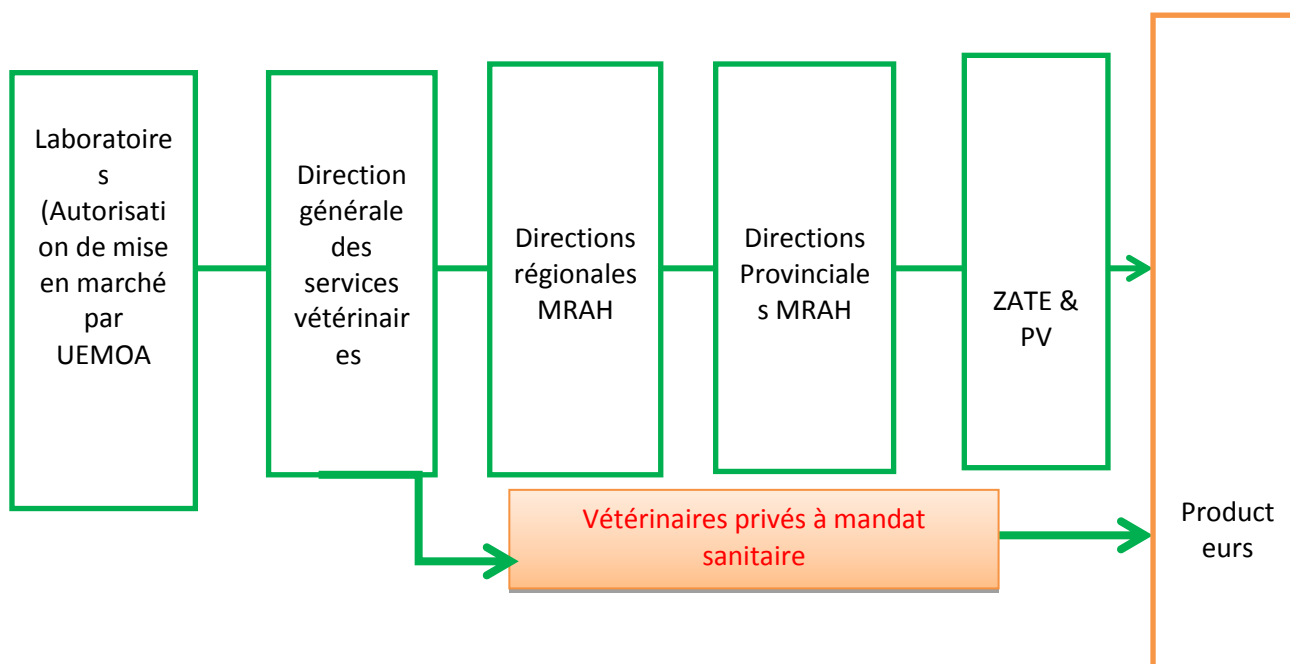 Laboratoire
s
(Autorisati
on de mise
en marché
par
UEMOA
Direction
générale
des
services
vétérinair
es
Directions
régionales
MRAH
Directions
Provinciale
s MRAH
ZATE &
PV
Vétérinaires privés à mandat
sanitaire
Product
eurs